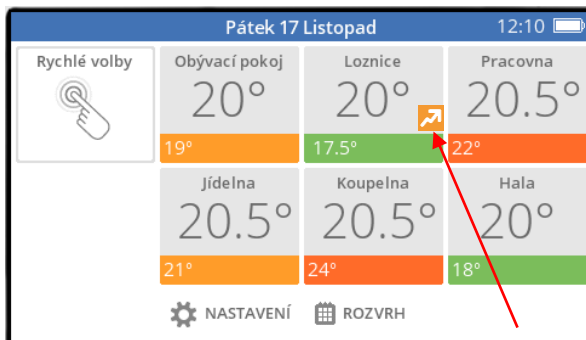 Pátek 17 Listopad
12:10
Rychlé volby
Obývací pokoj
20°
19°
Loznice
20°
17.5°
Pracovna
20.5°
22°
Jídelna
20.5°
21°
Koupelna
20.5°
24°
Hala
20°
18°
NASTAVENÍ
ROZVRH